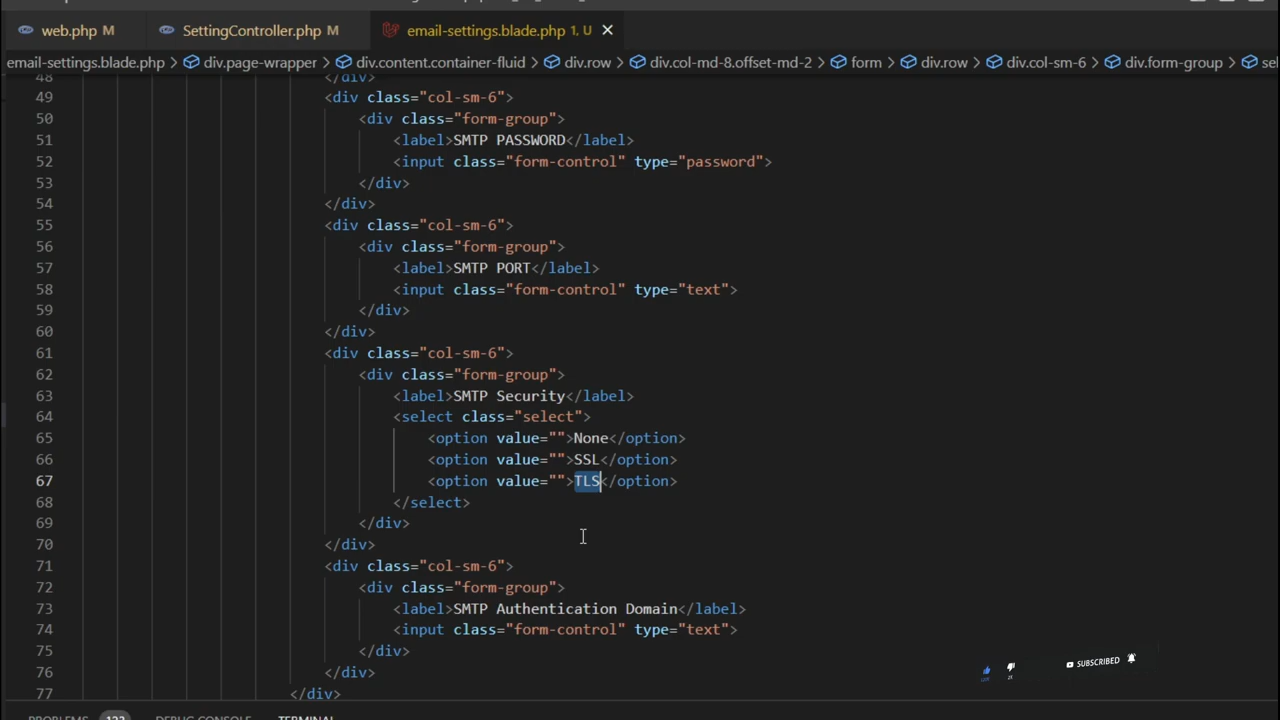 web.php M SettingController.php M email-settings.blade.php 1, U
email-settings.blade.php > div.page-wrapper > div.content.container-fluid > div.row > div.col-md-8.offset-md-2 > form > div.row > div.col-sm-6 > div.form-group > sel
48 </div>
49 <div class="col-sm-6">
50 <div class="form-group">
51 <label>SMTP PASSWORD</label>
52 <input class="form-control" type="password">
53 </div>
54 </div>
55 <div class="col-sm-6">
56 <div class="form-group">
57 <label>SMTP PORT</label>
58 <input class="form-control" type="text">
59 </div>
60 </div>
61 <div class="col-sm-6">
62 <div class="form-group">
63 <label>SMTP Security</label>
64 <select class="select">
65 <option value="">None</option>
66 <option value="">SSL</option>
67 <option value="">TLS</option>
68 </select>
69 </div>
70 </div>
71 <div class="col-sm-6">
72 <div class="form-group">
73 <label>SMTP Authentication Domain</label>
74 <input class="form-control" type="text">
75 </div>
76 </div>
77 </div>
SUBSCRIBED
PROBLEMS 123 DEBUG CONSOLE TERMINAL